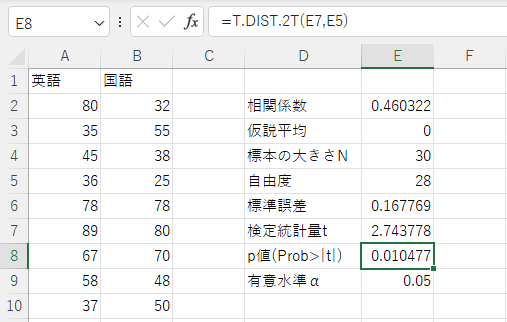 E8 fx =T.DIST.2T(E7,E5)
A B C D E F
1 英語 国語
2 80 32 相関係数 0.460322
3 35 55 仮説平均 0
4 45 38 標本の大きさN 30
5 36 25 自由度 28
6 78 78 標準誤差 0.167769
7 89 80 検定統計量t 2.743778
8 67 70 p値(Prob>|t|) 0.010477
9 58 48 有意水準α 0.05
10 37 50